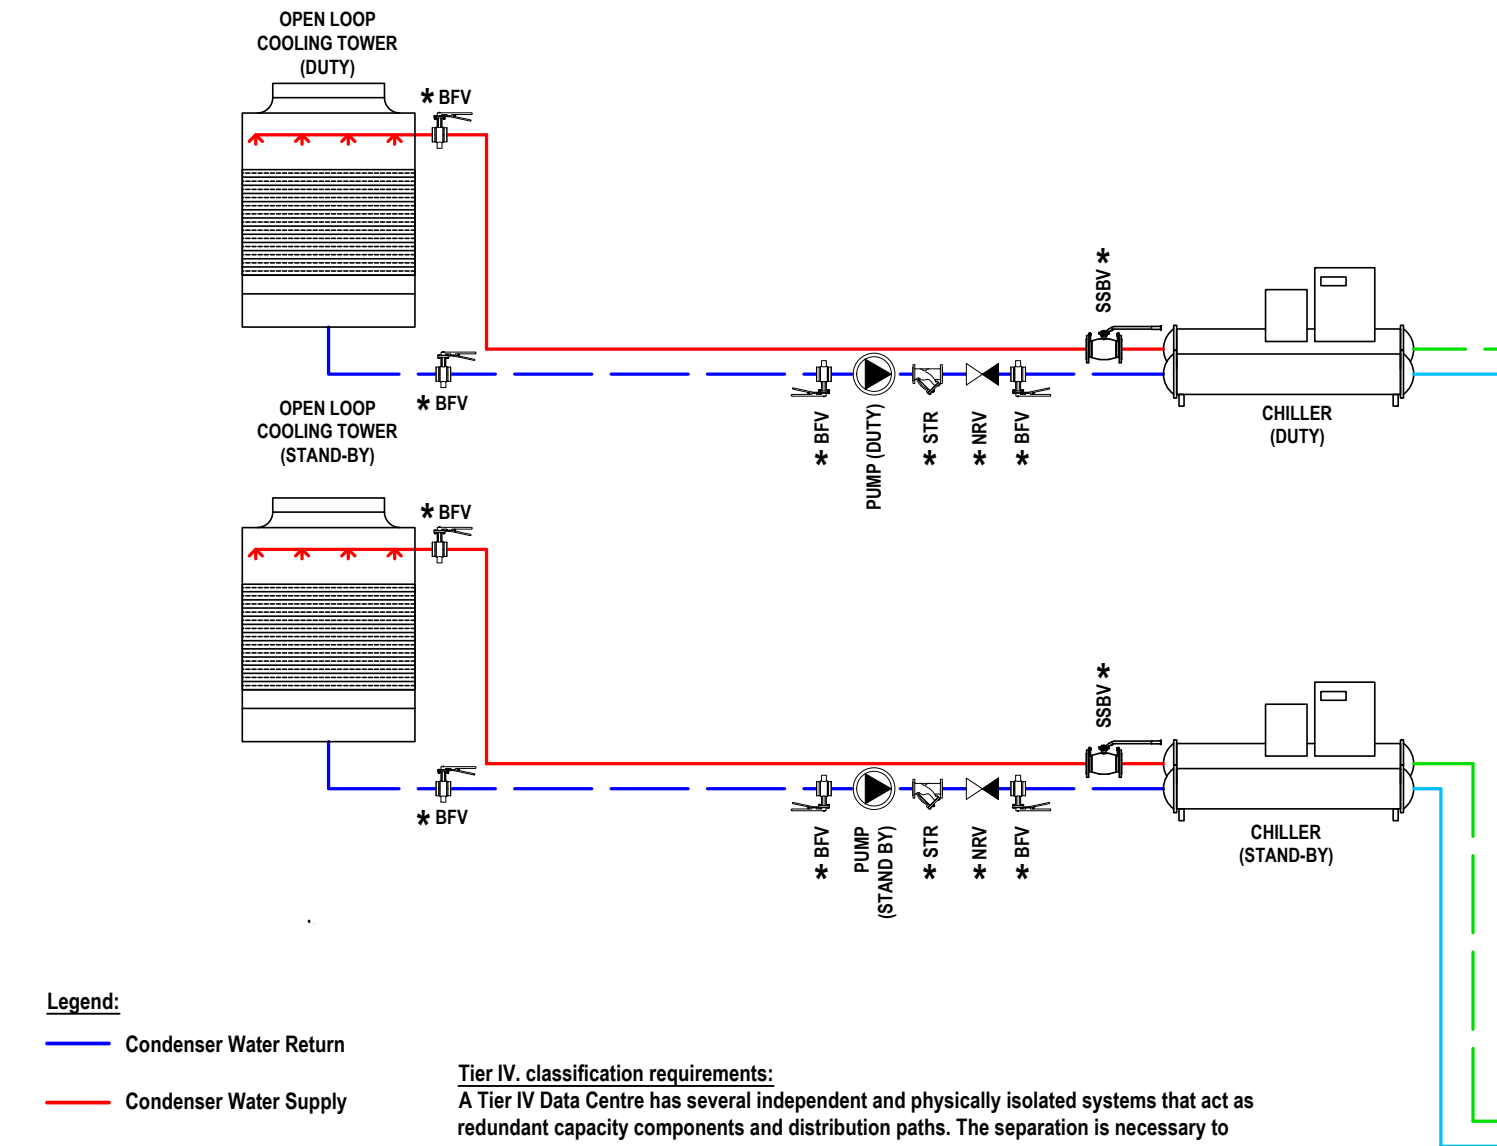 OPEN LOOP
COOLING TOWER
(DUTY)
* BFV
SSBV *
* BFV
* BFV
PUMP (DUTY)
* STR
* NRV
* BFV
CHILLER
(DUTY)
OPEN LOOP
COOLING TOWER
(STAND-BY)
* BFV
SSBV *
* BFV
* BFV
PUMP
(STAND BY)
* STR
* NRV
* BFV
CHILLER
(STAND-BY)
Legend:
Condenser Water Return
Condenser Water Supply
Tier IV. classification requirements:
A Tier IV Data Centre has several independent and physically isolated systems that act as
redundant capacity components and distribution paths. The separation is necessary to